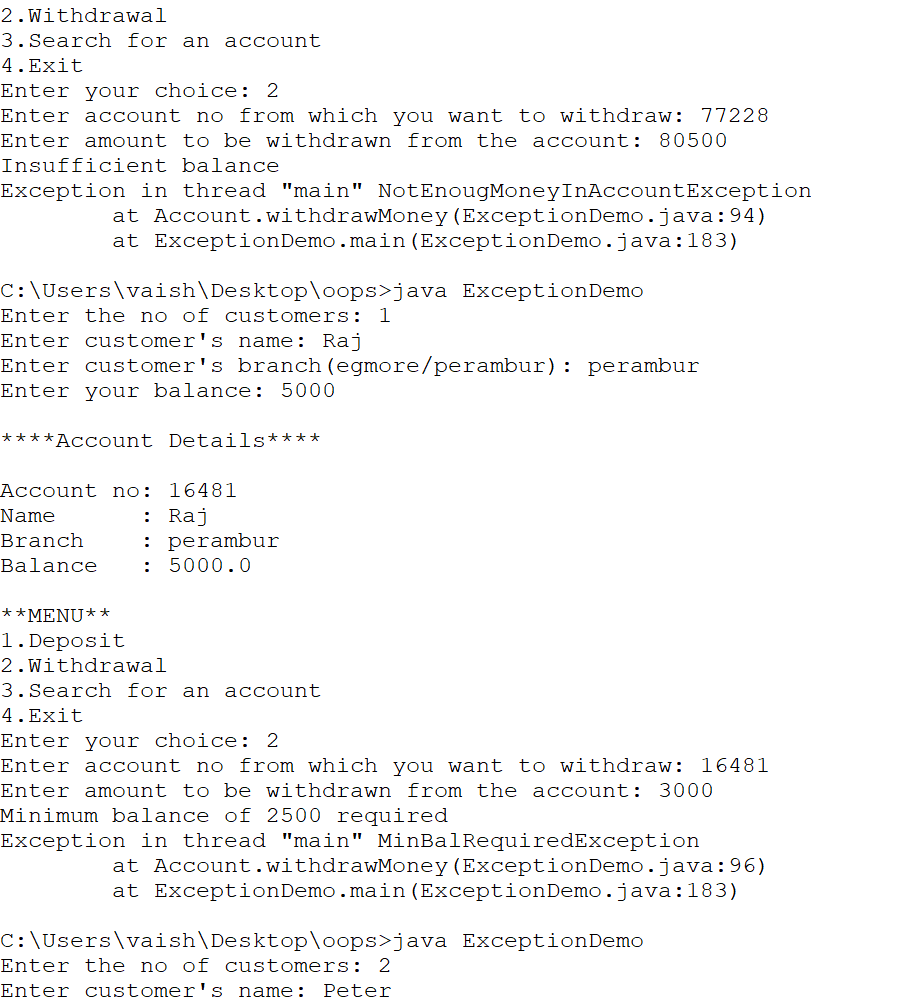 2.Withdrawal
3.Search for an account
4.Exit
Enter your choice: 2
Enter account no from which you want to withdraw: 77228
Enter amount to be withdrawn from the account: 80500
Insufficient balance
Exception in thread "main" NotEnougMoneyInAccountException
        at Account.withdrawMoney(ExceptionDemo.java:94)
        at ExceptionDemo.main(ExceptionDemo.java:183)

C:\Users\vaish\Desktop\oops>java ExceptionDemo
Enter the no of customers: 1
Enter customer's name: Raj
Enter customer's branch(egmore/perambur): perambur
Enter your balance: 5000

****Account Details****

Account no: 16481
Name      : Raj
Branch    : perambur
Balance   : 5000.0

**MENU**
1.Deposit
2.Withdrawal
3.Search for an account
4.Exit
Enter your choice: 2
Enter account no from which you want to withdraw: 16481
Enter amount to be withdrawn from the account: 3000
Minimum balance of 2500 required
Exception in thread "main" MinBalRequiredException
        at Account.withdrawMoney(ExceptionDemo.java:96)
        at ExceptionDemo.main(ExceptionDemo.java:183)

C:\Users\vaish\Desktop\oops>java ExceptionDemo
Enter the no of customers: 2
Enter customer's name: Peter